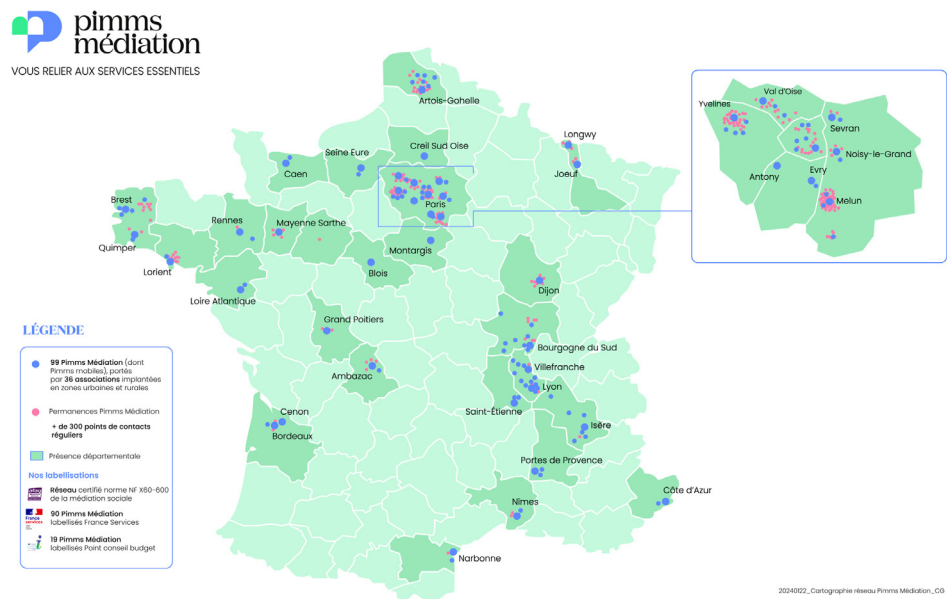 pimms
médiation
VOUS RELIER AUX SERVICES ESSENTIELS
Artois-Gohelle
Longwy
Creil Sud Oise
Seine Eure
Joeuf
Caen
Paris
Brest
Rennes
Mayenne Sarthe
Quimper
Montargis
Lorient
Blois
Loire Atlantique
Dijon
Grand Poitiers
Bourgogne du Sud
Villefranche
Ambazac
Lyon
Saint-Étienne
Cenon
Isère
Bordeaux
Portes de Provence
Côte d'Azur
Nîmes
Narbonne
Val d'Oise
Yvelines
Sevran
Noisy-le-Grand
Antony
Evry
Melun
LÉGENDE
99 Pimms Médiation (dont
Pimms mobiles), portés
par 36 associations implantées
en zones urbaines et rurales
Permanences Pimms Médiation
+ de 300 points de contacts
réguliers
Présence départementale
Nos labellisations
Réseau certifié norme NF X60-600
de la médiation sociale
90 Pimms Médiation
labellisés France Services
19 Pimms Médiation
labellisés Point conseil budget
20240122_Cartographie réseau Pimms Médiation_CG